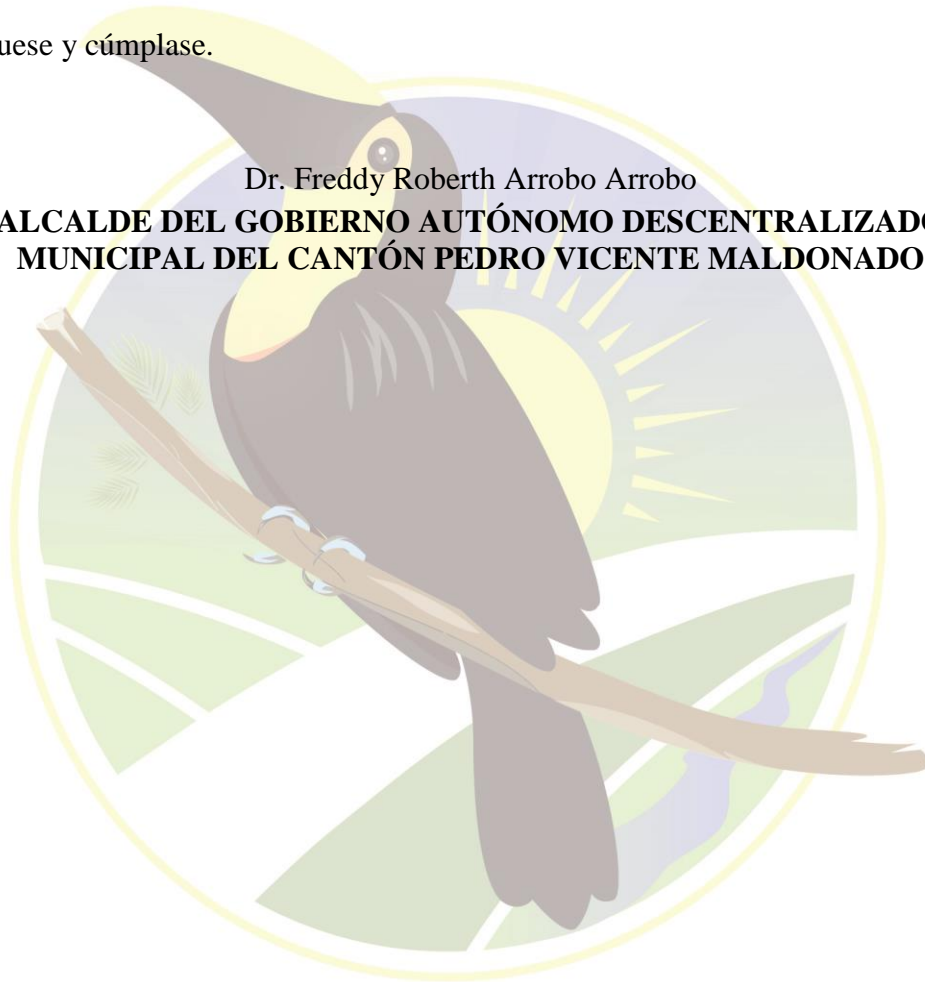 uese y cúmplase.
Dr. Freddy Roberth Arrobo Arrobo
ALCALDE DEL GOBIERNO AUTÓNOMO DESCENTRALIZADO
MUNICIPAL DEL CANTÓN PEDRO VICENTE MALDONADO